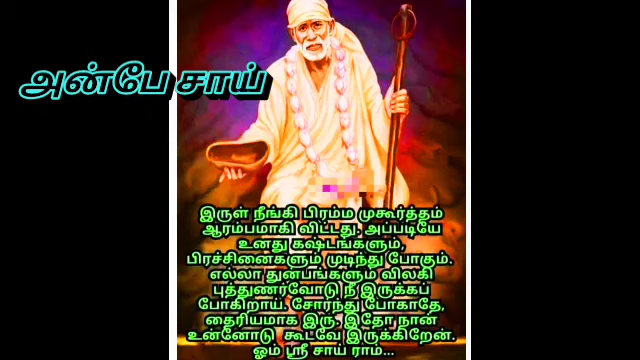 அன்பே சாய்
இருள் நீங்கி பிரம்ம முகூர்த்தம்
ஆரம்பமாகி விட்டது. அப்படியே
உனது கஷ்டங்களும்,
பிரச்சினைகளும் முடிந்து போகும்.
எல்லா துன்பங்களும் விலகி
புத்துணர்வோடு நீ இருக்கப்
போகிறாய். சோர்ந்து போகாதே,
தைரியமாக இரு, இதோ நான்
உன்னோடு கூடவே இருக்கிறேன்.
ஓம் ஸ்ரீ சாய் ராம்...